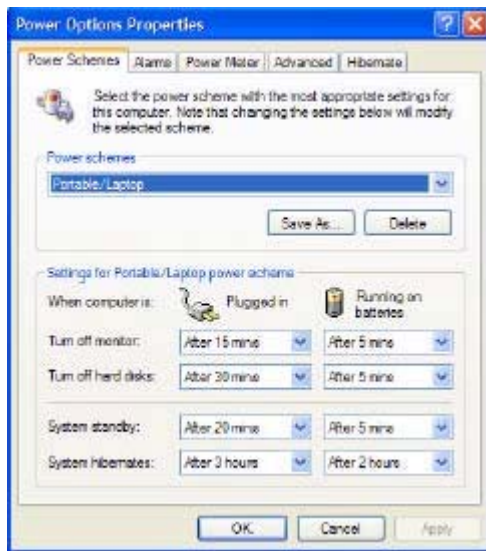 Power Options Properties
Power Schemes Alarms Power Meter Advanced Hibernate
Select the power scheme with the most appropriate settings for
this computer. Note that changing the settings below will modify
the selected scheme.
Power schemes
Portable/Laptop
Save As... Delete
Settings for Portable/Laptop power scheme
When computer is: Plugged in Running on
batteries
Turn off monitor: After 15 mins After 5 mins
Turn off hard disks: After 30 mins After 5 mins
System standby: After 20 mins After 5 mins
System hibernates: After 3 hours After 2 hours
OK Cancel Apply